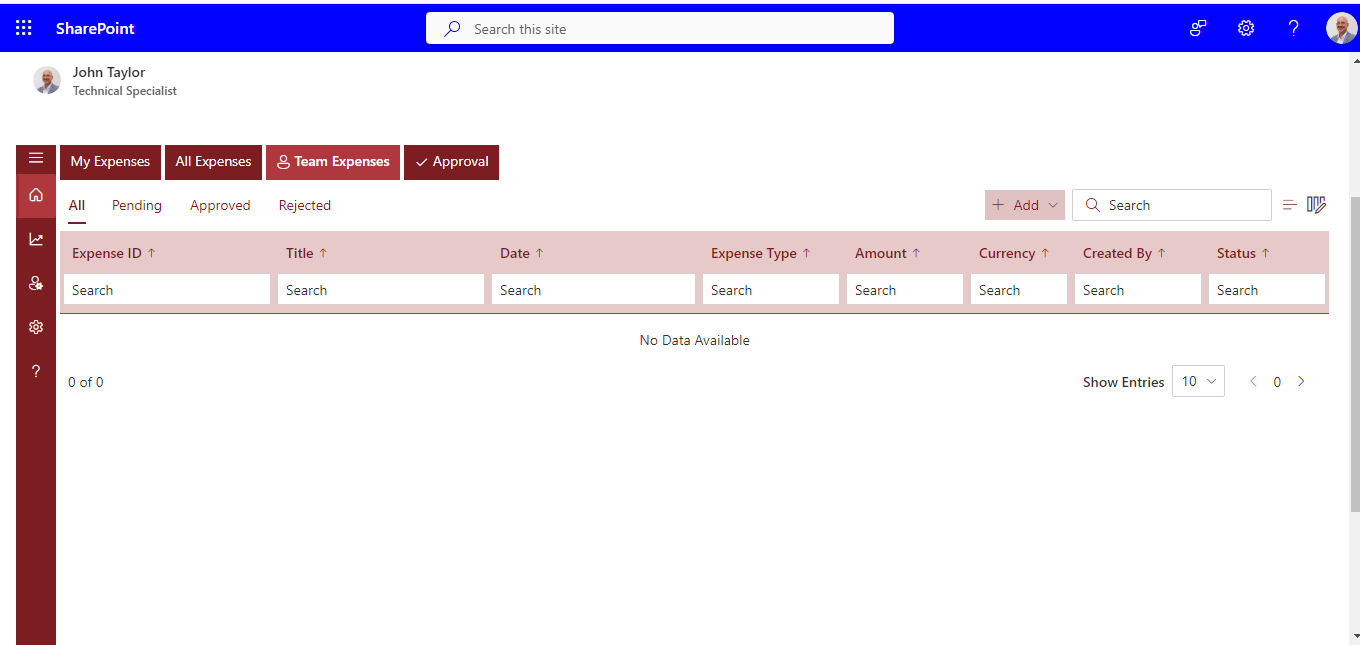 SharePoint
Search this site
?
John Taylor
Technical Specialist
My Expenses All Expenses Team Expenses Approval
All Pending Approved Rejected + Add Search
Expense ID ↑ Title ↑ Date ↑ Expense Type ↑ Amount ↑ Currency ↑ Created By ↑ Status ↑
Search Search Search Search Search Search Search Search
No Data Available
?
0 of 0 Show Entries 10 0